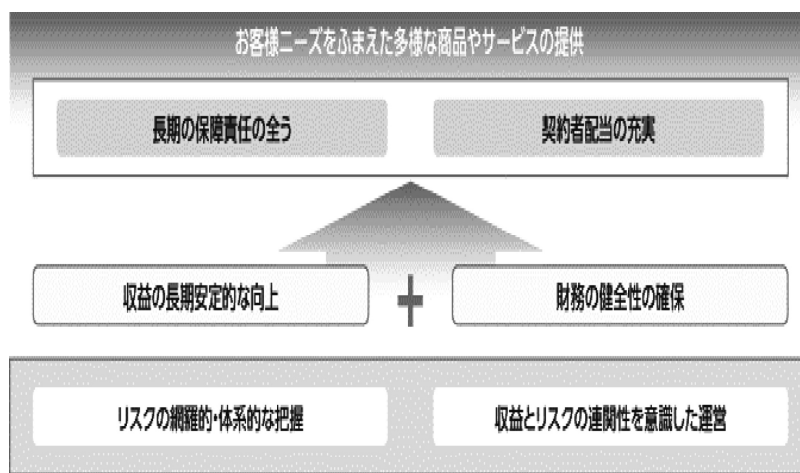 お客様ニーズをふまえた多様な商品やサービスの提供
長期の保障責任の全う
契約者配当の充実
収益の長期安定的な向上
+
財務の健全性の確保
リスクの網羅的・体系的な把握
収益とリスクの連関性を意識した運営